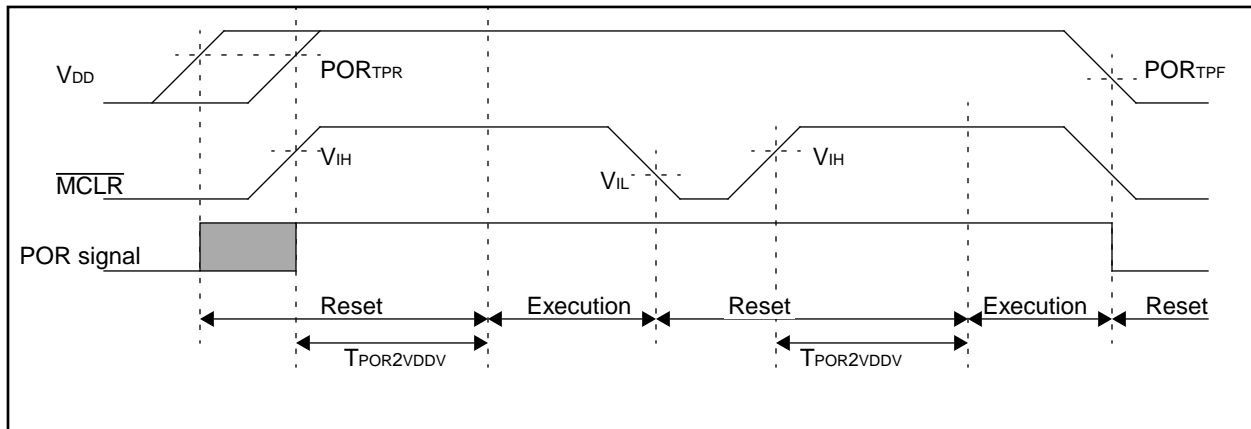 VDD
PORTPR
PORTPF
VIH
VIL
VIH
MCLR
POR signal
Reset
Execution
Reset
Execution
Reset
TPOR2VDDV
TPOR2VDDV